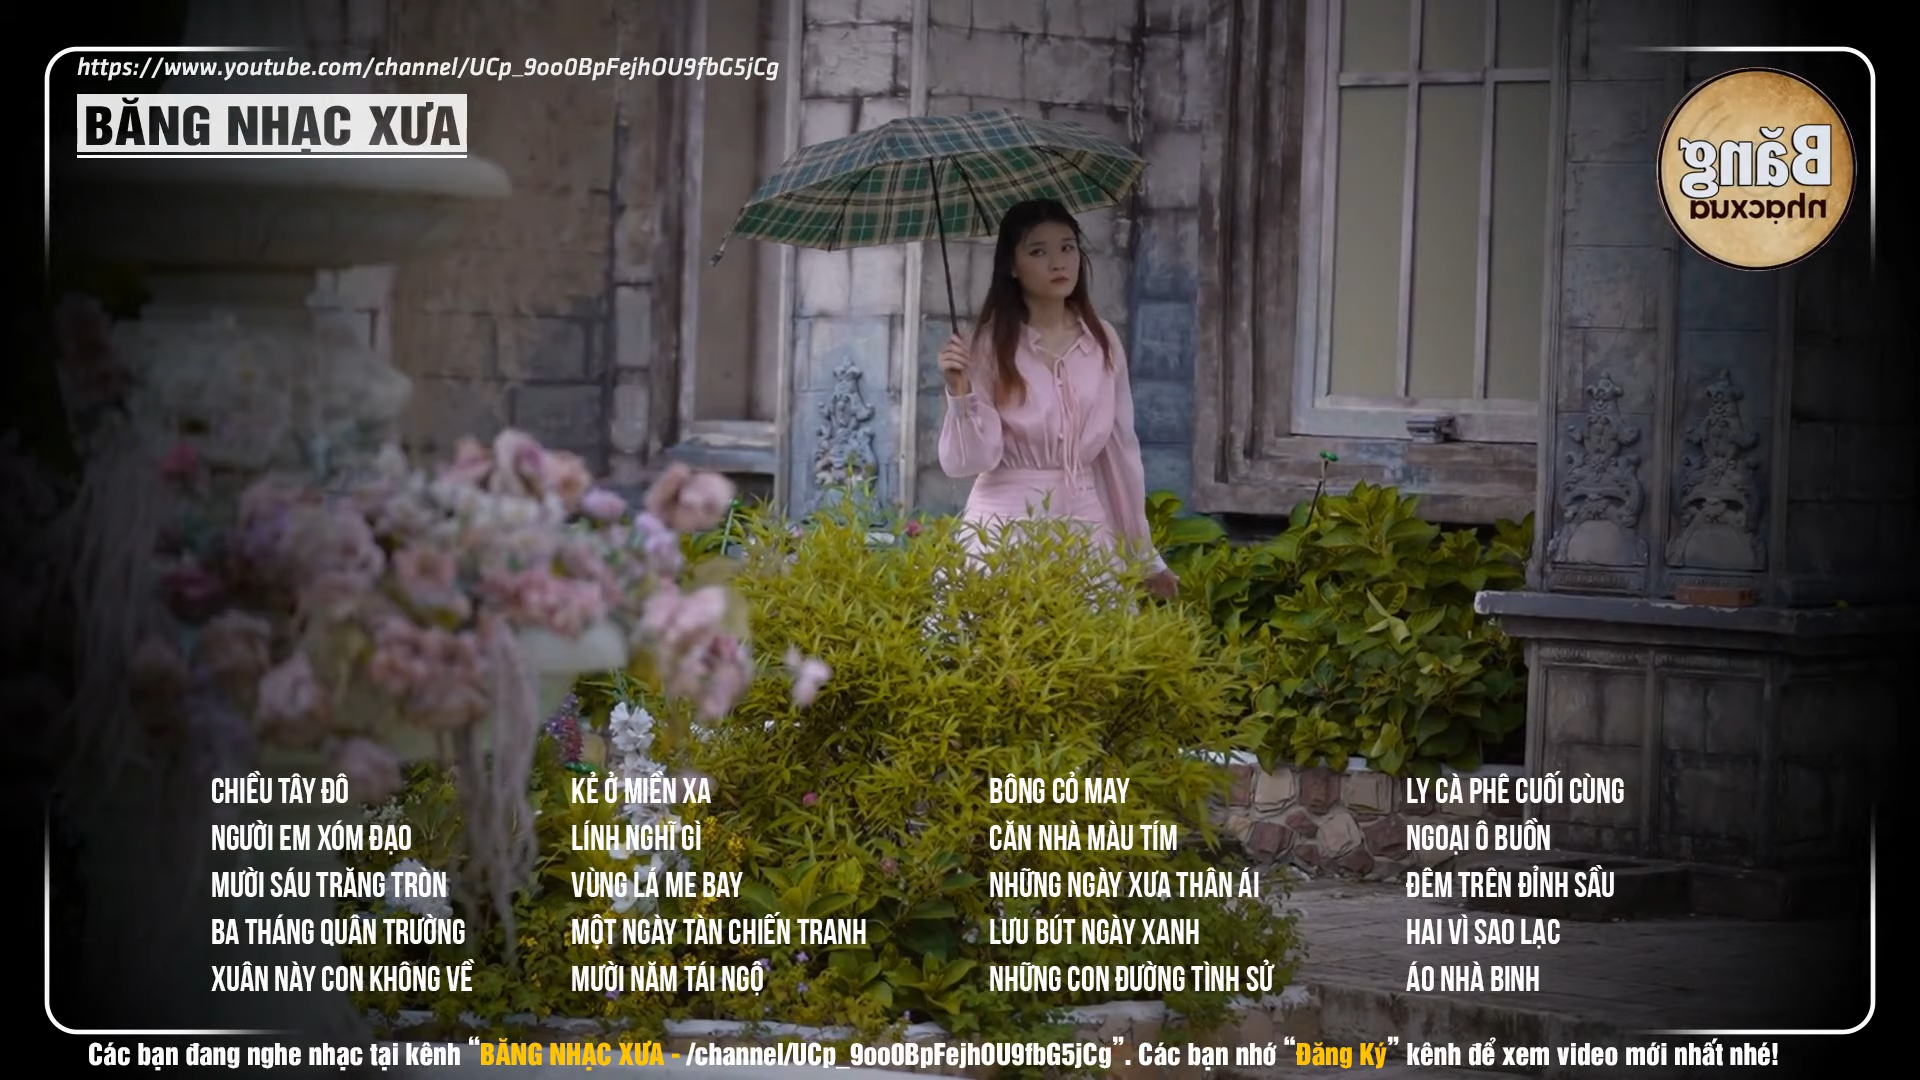 https://www.youtube.com/channel/UCp_9oo0BpFejhOU9fbG5jCg
BĂNG NHẠC XƯA
Băng
nhạcxưa
CHIỀU TÂY ĐÔ
NGƯỜI EM XÓM ĐẠO
MƯỜI SÁU TRĂNG TRÒN
BA THÁNG QUÂN TRƯỜNG
XUÂN NÀY CON KHÔNG VỀ
KẺ Ở MIỀN XA
LÍNH NGHĨ GÌ
VÙNG LÁ ME BAY
MỘT NGÀY TÀN CHIẾN TRANH
MƯỜI NĂM TÁI NGỘ
BÔNG CỎ MAY
CĂN NHÀ MÀU TÍM
NHỮNG NGÀY XƯA THÂN ÁI
LƯU BÚT NGÀY XANH
NHỮNG CON ĐƯỜNG TÌNH SỬ
LY CÀ PHÊ CUỐI CÙNG
NGOẠI Ô BUỒN
ĐÊM TRÊN ĐỈNH SẦU
HAI VÌ SAO LẠC
ÁO NHÀ BINH
Các bạn đang nghe nhạc tại kênh “BĂNG NHẠC XƯA - /channel/UCp_9oo0BpFejhOU9fbG5jCg”. Các bạn nhớ “Đăng Ký” kênh để xem video mới nhất nhé!